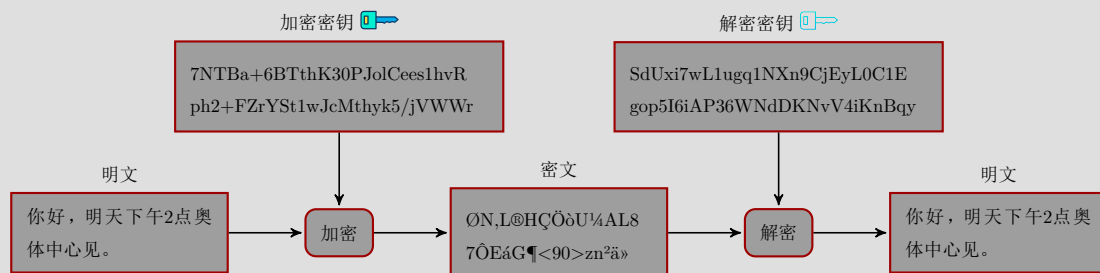 加密密钥
解密密钥
7NTBa+6BTthK30PJolCees1hvR
ph2+FZrYSt1wJcMthyk5/jVWWr
SdUxi7wL1ugq1NXn9CjEyL0C1E
gop5I6iAP36WNdDKNvV4iKnBqy
明文
你好，明天下午2点奥
体中心见。
加密
密文
ØN,L®HÇÖòU¼AL8
7ÔEáG¶<90>zn²ä»
解密
明文
你好，明天下午2点奥
体中心见。